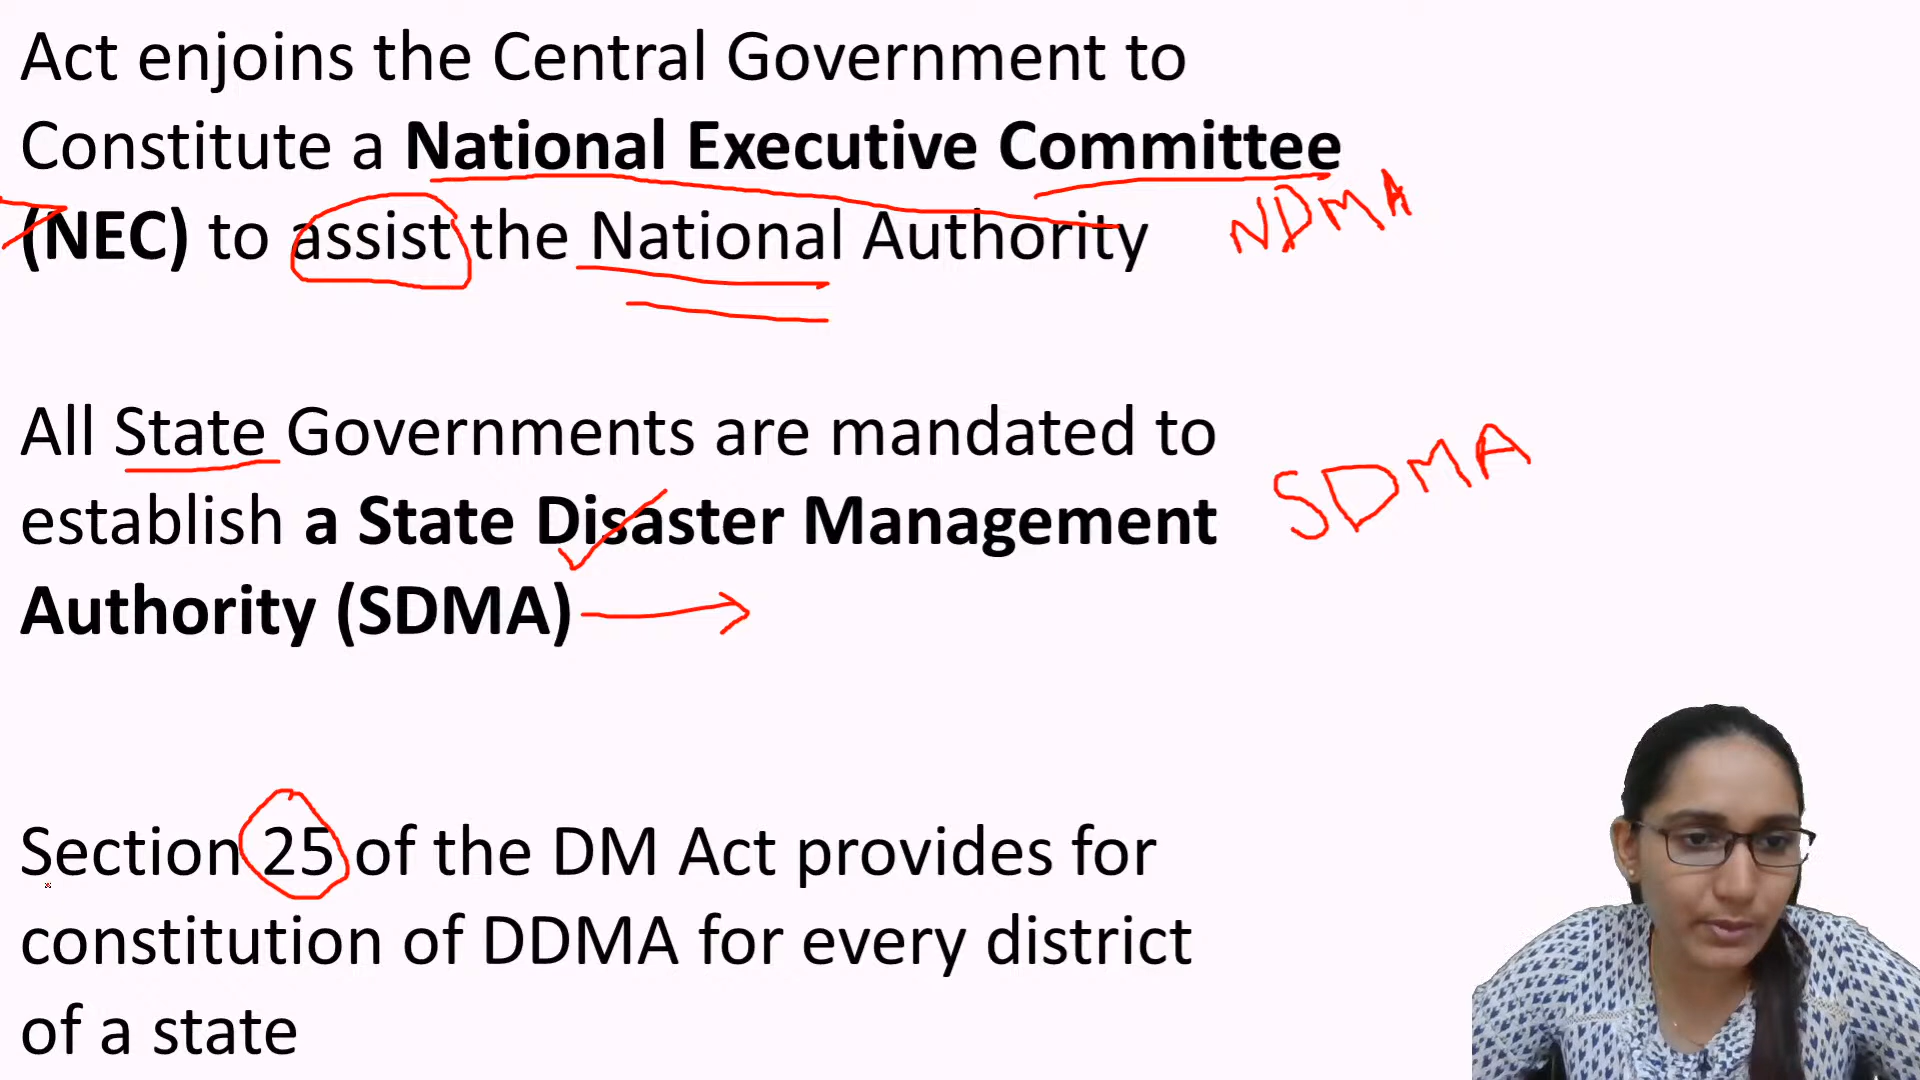 Act enjoins the Central Government to
Constitute a National Executive Committee
(NEC) to assist the National Authority
NDMA
All State Governments are mandated to
establish a State Disaster Management
SDMA
Authority (SDMA)
Section 25 of the DM Act provides for
constitution of DDMA for every district
of a state